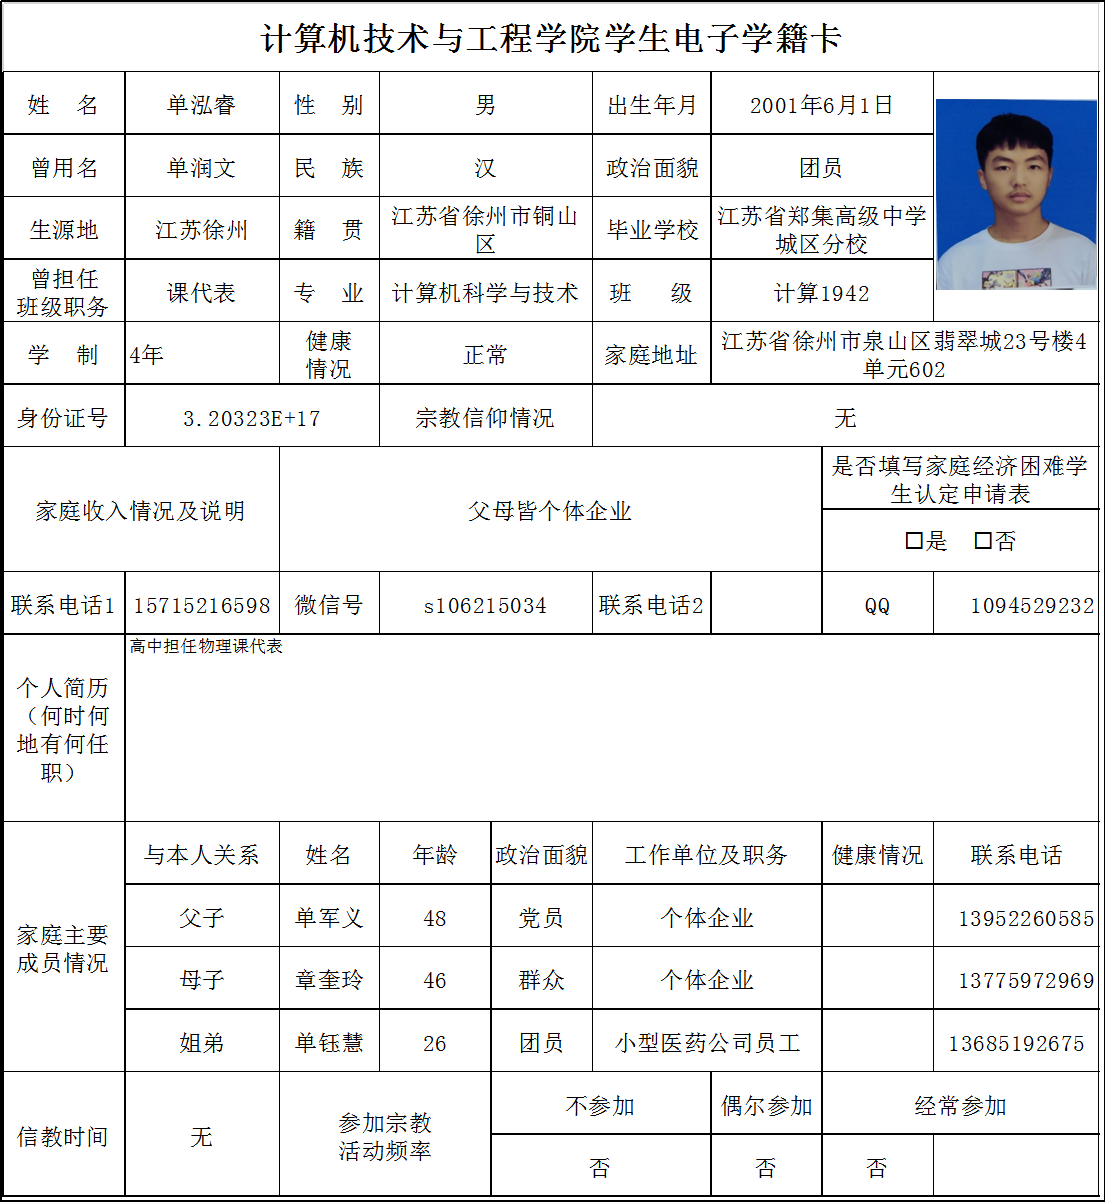 计算机技术与工程学院学生电子学籍卡
姓 名 单泓睿 性 别 男 出生年月 2001年6月1日
曾用名 单润文 民 族 汉 政治面貌 团员
生源地 江苏徐州 籍 贯 江苏省徐州市铜山区 毕业学校 江苏省郑集高级中学城区分校
曾担任班级职务 课代表 专 业 计算机科学与技术 班 级 计算1942
学 制 4年 健康情况 正常 家庭地址 江苏省徐州市泉山区翡翠城23号楼4单元602
身份证号 3.20323E+17 宗教信仰情况 无
家庭收入情况及说明 父母皆个体企业 是否填写家庭经济困难学生认定申请表
□是 □否
联系电话1 15715216598 微信号 s106215034 联系电话2 QQ 1094529232
个人简历（何时何地有何任职） 高中担任物理课代表
家庭主要成员情况 与本人关系 姓名 年龄 政治面貌 工作单位及职务 健康情况 联系电话
父子 单军义 48 党员 个体企业 13952260585
母子 章奎玲 46 群众 个体企业 13775972969
姐弟 单钰慧 26 团员 小型医药公司员工 13685192675
信教时间 无 参加宗教活动频率 不参加 偶尔参加 经常参加
否 否 否